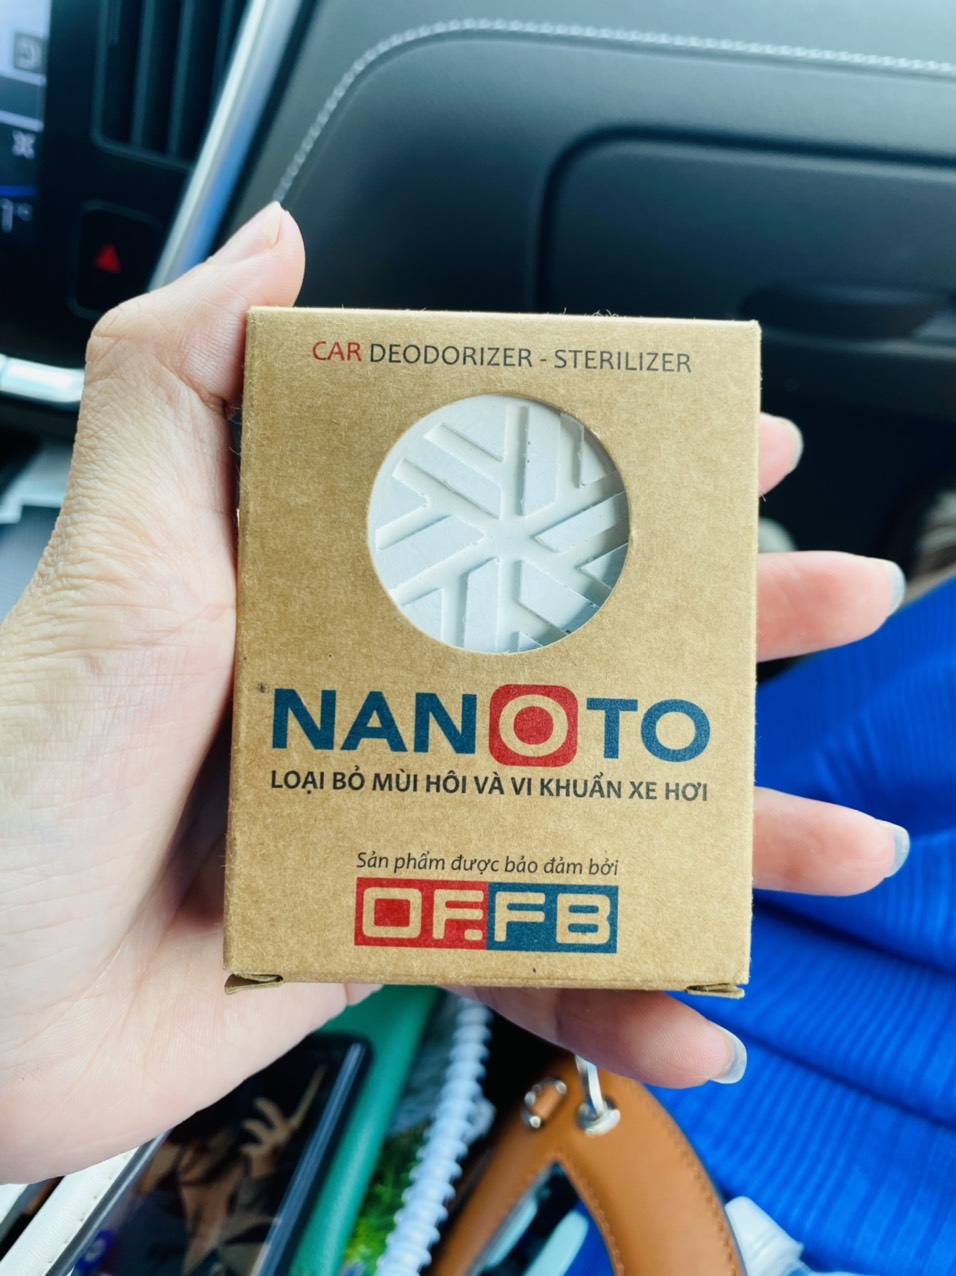 CAR DEODORIZER - STERILIZER
NANOTO
LOẠI BỎ MÙI HÔI VÀ VI KHUẨN XE HƠI
Sản phẩm được bảo đảm bởi
OF.FB